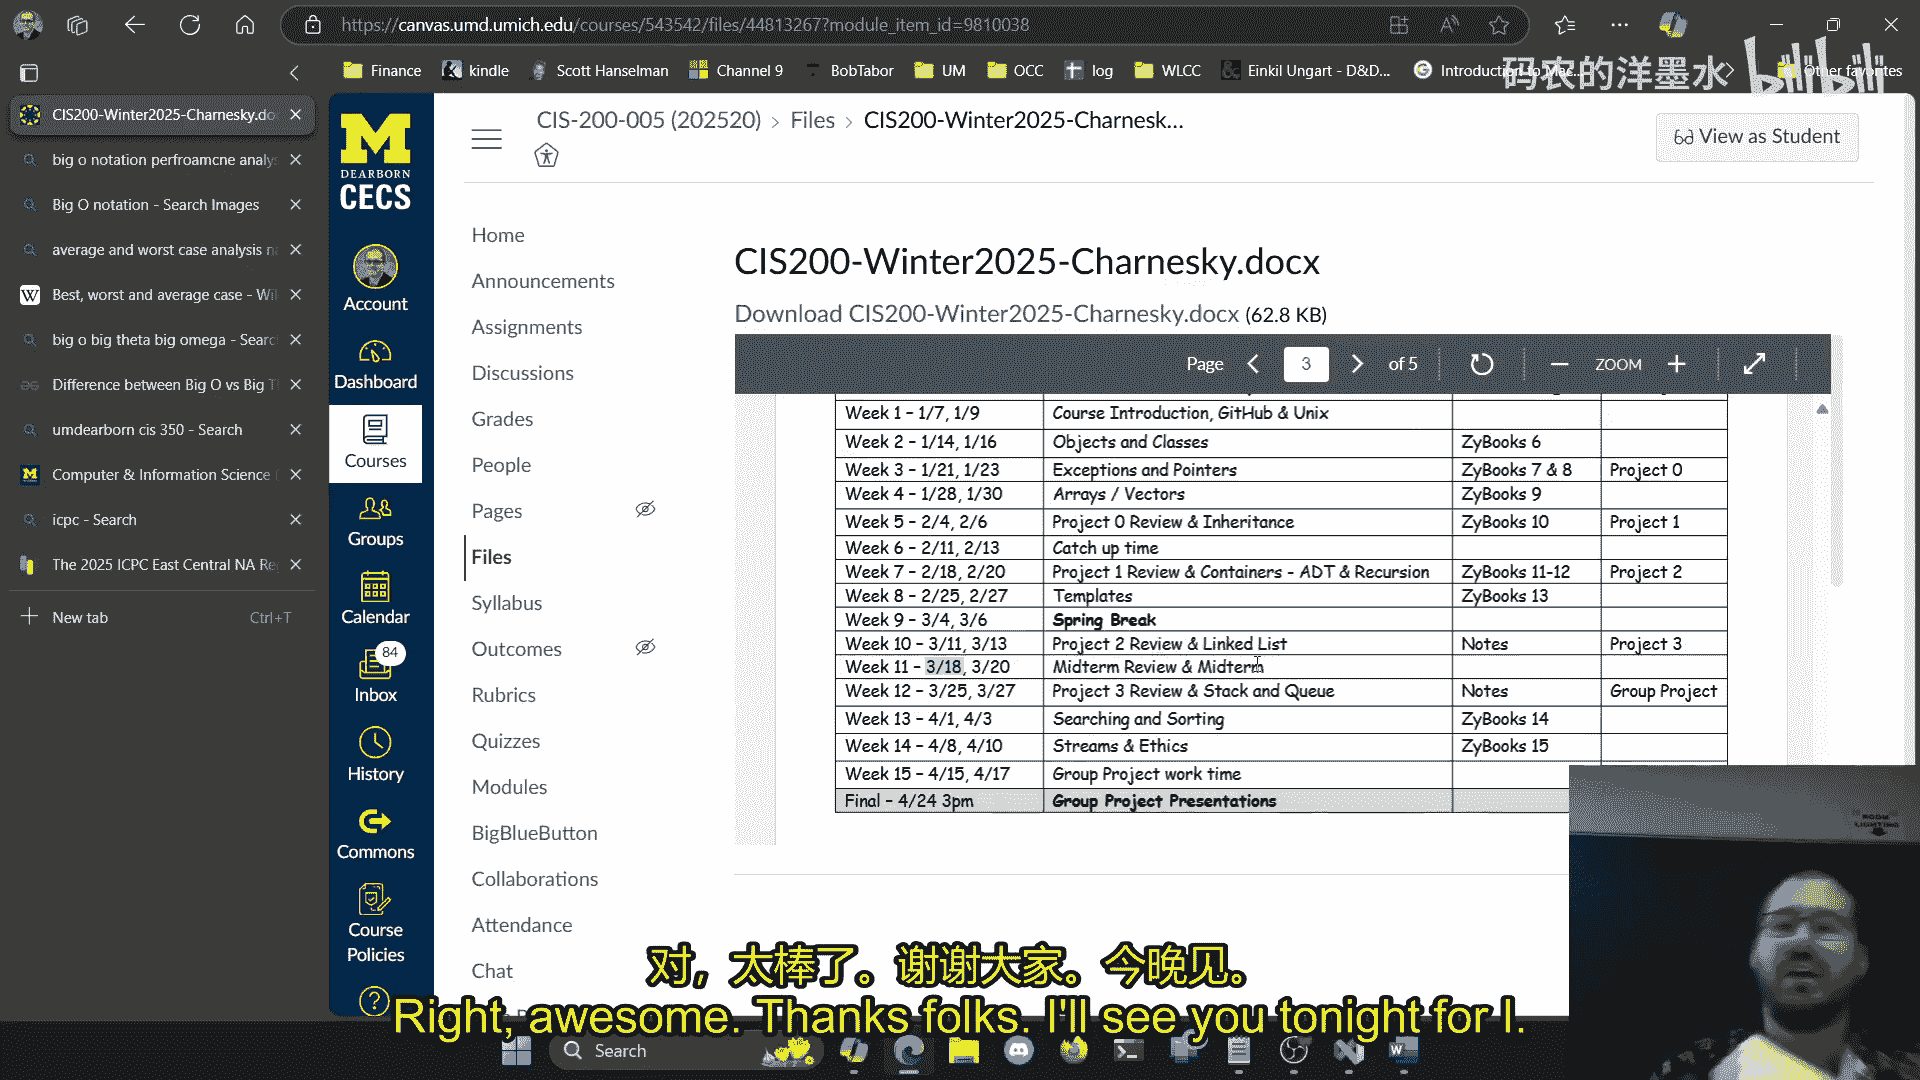 https://canvas.umd.umich.edu/courses/543542/files/44813267?module_item_id=9810038
Finance
kindle
Scott Hanselman
Channel 9
BobTabor
UM
OCC
log
WLCC
Einkil Ungart - D&D...
Other favorites
码农的洋墨水
bilibili
CIS200-Winter2025-Charnesky.do
big o notation perfroamcne analy
Big O notation - Search Images
average and worst case analysis n
Best, worst and average case - Wi
big o big theta big omega - Searc
Difference between Big O vs Big T
umdearborn cis 350 - Search
Computer & Information Science
icpc - Search
The 2025 ICPC East Central NA Re
New tab
Ctrl+T
M
DEARBORN
CECS
Account
Dashboard
Courses
Groups
Calendar
84
Inbox
History
Commons
Course
Policies
CIS-200-005 (202520) > Files > CIS200-Winter2025-Charnesk...
View as Student
Home
Announcements
Assignments
Discussions
Grades
People
Pages
Files
Syllabus
Outcomes
Rubrics
Quizzes
Modules
BigBlueButton
Collaborations
Attendance
Chat
CIS200-Winter2025-Charnesky.docx
Download CIS200-Winter2025-Charnesky.docx (62.8 KB)
Page 3 of 5 ZOOM
Week 1 – 1/7, 1/9 Course Introduction, GitHub & Unix
Week 2 – 1/14, 1/16 Objects and Classes ZyBooks 6
Week 3 – 1/21, 1/23 Exceptions and Pointers ZyBooks 7 & 8 Project 0
Week 4 – 1/28, 1/30 Arrays / Vectors ZyBooks 9
Week 5 – 2/4, 2/6 Project 0 Review & Inheritance ZyBooks 10 Project 1
Week 6 – 2/11, 2/13 Catch up time
Week 7 – 2/18, 2/20 Project 1 Review & Containers – ADT & Recursion ZyBooks 11-12 Project 2
Week 8 – 2/25, 2/27 Templates ZyBooks 13
Week 9 – 3/4, 3/6 Spring Break
Week 10 – 3/11, 3/13 Project 2 Review & Linked List Notes Project 3
Week 11 – 3/18, 3/20 Midterm Review & Midterm
Week 12 – 3/25, 3/27 Project 3 Review & Stack and Queue Notes Group Project
Week 13 – 4/1, 4/3 Searching and Sorting ZyBooks 14
Week 14 – 4/8, 4/10 Streams & Ethics ZyBooks 15
Week 15 – 4/15, 4/17 Group Project work time
Final – 4/24 3pm Group Project Presentations
ROOM
LIGHTING
对，太棒了。谢谢大家。今晚见。
Right, awesome. Thanks folks. I'll see you tonight for I.
Search